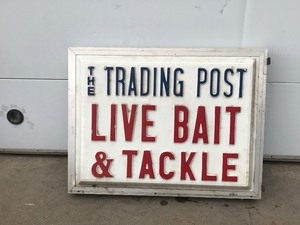 THE TRADING POST
LIVE BAIT
& TACKLE